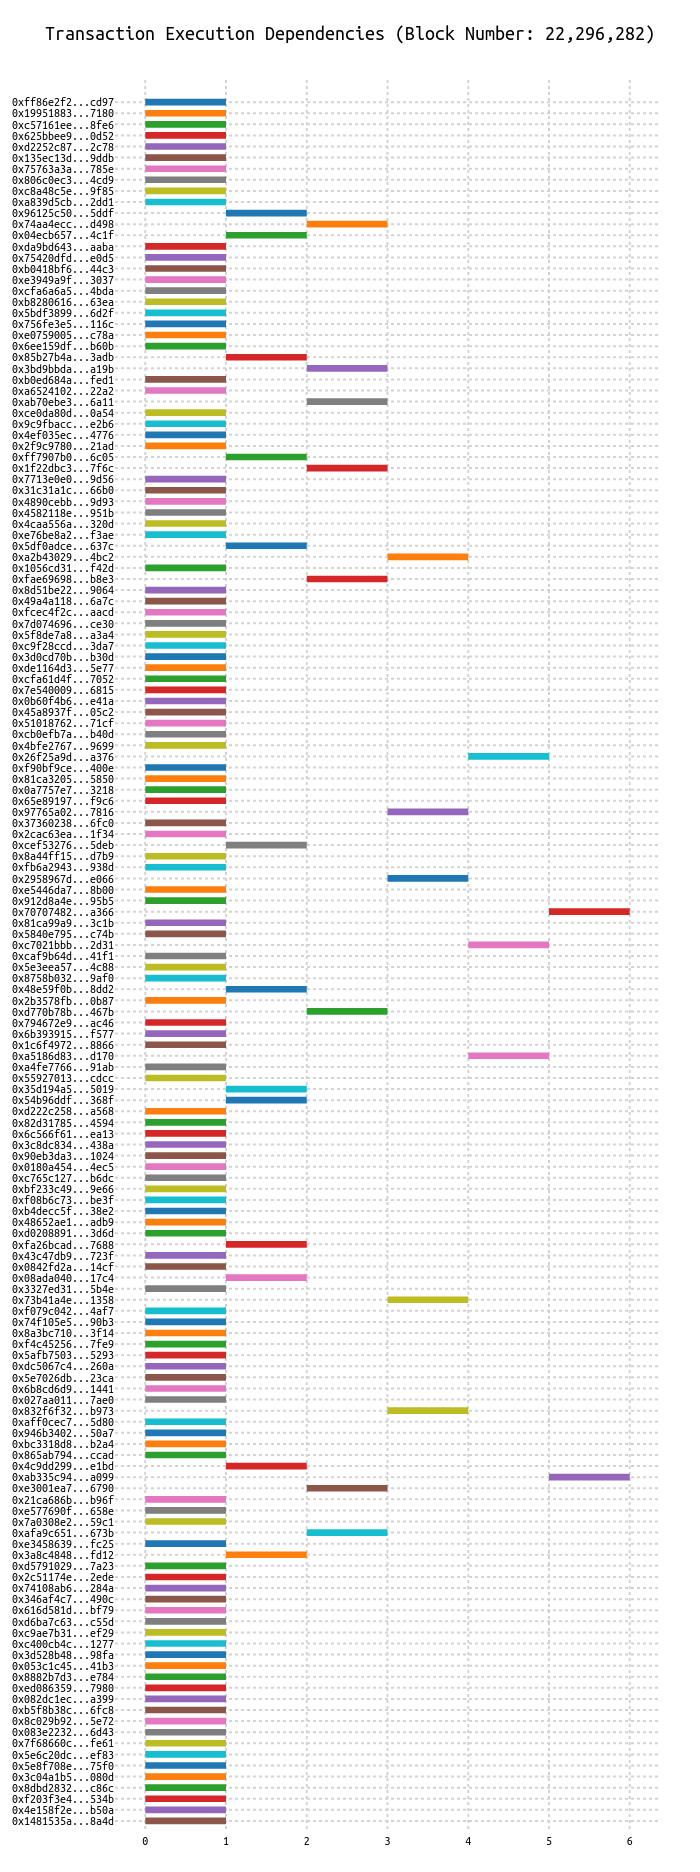 Transaction Execution Dependencies (Block Number: 22,296,282)
0xff86e2f2...cd97
0x19951883...7180
0xc57161ee...8fe6
0x625bbee9...0d52
0xd2252c87...2c78
0x135ec13d...9ddb
0x75763a3a...785e
0x806c0ec3...4cd9
0xc8a48c5e...9f85
0xa839d5cb...2dd1
0x96125c50...5ddf
0x74aa4ecc...d498
0x04ecb657...4c1f
0xda9bd643...aaba
0x75420dfd...e0d5
0xb0418bf6...44c3
0xe3949a9f...3037
0xcfa6a6a5...4bda
0xb8280616...63ea
0x5bdf3899...6d2f
0x756fe3e5...116c
0xe0759005...c78a
0x6ee159df...b60b
0x85b27b4a...3adb
0x3bd9bbda...a19b
0xb0ed684a...fed1
0xa6524102...22a2
0xab70ebe3...6a11
0xce0da80d...0a54
0x9c9fbacc...e2b6
0x4ef035ec...4776
0x2f9c9780...21ad
0xff7907b0...6c05
0x1f22dbc3...7f6c
0x7713e0e0...9d56
0x31c31a1c...66b0
0x4890cebb...9d93
0x4582118e...951b
0x4caa556a...320d
0xe76be8a2...f3ae
0x5df0adce...637c
0xa2b43029...4bc2
0x1056cd31...f42d
0xfae69698...b8e3
0x8d51be22...9064
0x49a4a118...6a7c
0xfcec4f2c...aacd
0x7d074696...ce30
0x5f8de7a8...a3a4
0xc9f28ccd...3da7
0x3d0cd70b...b30d
0xde1164d3...5e77
0xcfa61d4f...7052
0x7e540009...6815
0x0b60f4b6...e41a
0x45a8937f...05c2
0x51018762...71cf
0xcb0efb7a...b40d
0x4bfe2767...9699
0x26f25a9d...a376
0xf90bf9ce...400e
0x81ca3205...5850
0x0a7757e7...3218
0x65e89197...f9c6
0x97765a02...7816
0x37360238...6fc0
0x2cac63ea...1f34
0xcef53276...5deb
0x8a44ff15...d7b9
0xfb6a2943...938d
0x2958967d...e066
0xe5446da7...8b00
0x912d8a4e...95b5
0x70707482...a366
0x81ca99a9...3c1b
0x5840e795...c74b
0xc7021bbb...2d31
0xcaf9b64d...41f1
0x5e3eea57...4c88
0x8758b032...9af0
0x48e59f0b...8dd2
0x2b3578fb...0b87
0xd770b78b...467b
0x794672e9...ac46
0x6b393915...f577
0x1c6f4972...8866
0xa5186d83...d170
0xa4fe7766...91ab
0x55927013...cdcc
0x35d194a5...5019
0x54b96ddf...368f
0xd222c258...a568
0x82d31785...4594
0x6c566f61...ea13
0x3c8dc834...438a
0x90eb3da3...1024
0x0180a454...4ec5
0xc765c127...b6dc
0xbf233c49...9e66
0xf08b6c73...be3f
0xb4decc5f...38e2
0x48652ae1...adb9
0xd0208891...3d6d
0xfa26bcad...7688
0x43c47db9...723f
0x0842fd2a...14cf
0x08ada040...17c4
0x3327ed31...5b4e
0x73b41a4e...1358
0xf079c042...4af7
0x74f105e5...90b3
0x8a3bc710...3f14
0xf4c45256...7fe9
0x5afb7503...5293
0xdc5067c4...260a
0x5e7026db...23ca
0x6b8cd6d9...1441
0x027aa011...7ae0
0x832f6f32...b973
0xaff0cec7...5d80
0x946b3402...50a7
0xbc3318d8...b2a4
0x865ab794...ccad
0x4c9dd299...e1bd
0xab335c94...a099
0xe3001ea7...6790
0x21ca686b...b96f
0xe577690f...658e
0x7a0308e2...59c1
0xafa9c651...673b
0xe3458639...fc25
0x3a8c4848...fd12
0xd5791029...7a23
0x2c51174e...2ede
0x74108ab6...284a
0x346af4c7...490c
0x616d581d...bf79
0xd6ba7c63...c55d
0xc9ae7b31...ef29
0xc400cb4c...1277
0x3d528b48...98fa
0x053c1c45...41b3
0x8882b7d3...e784
0xed086359...7980
0x082dc1ec...a399
0xb5f8b38c...6fc8
0x8c029b92...5e72
0x083e2232...6d43
0x7f68660c...fe61
0x5e6c20dc...ef83
0x5e8f708e...75f0
0x3c04a1b5...080d
0x8dbd2832...c86c
0xf203f3e4...534b
0x4e158f2e...b50a
0x1481535a...8a4d
0 1 2 3 4 5 6